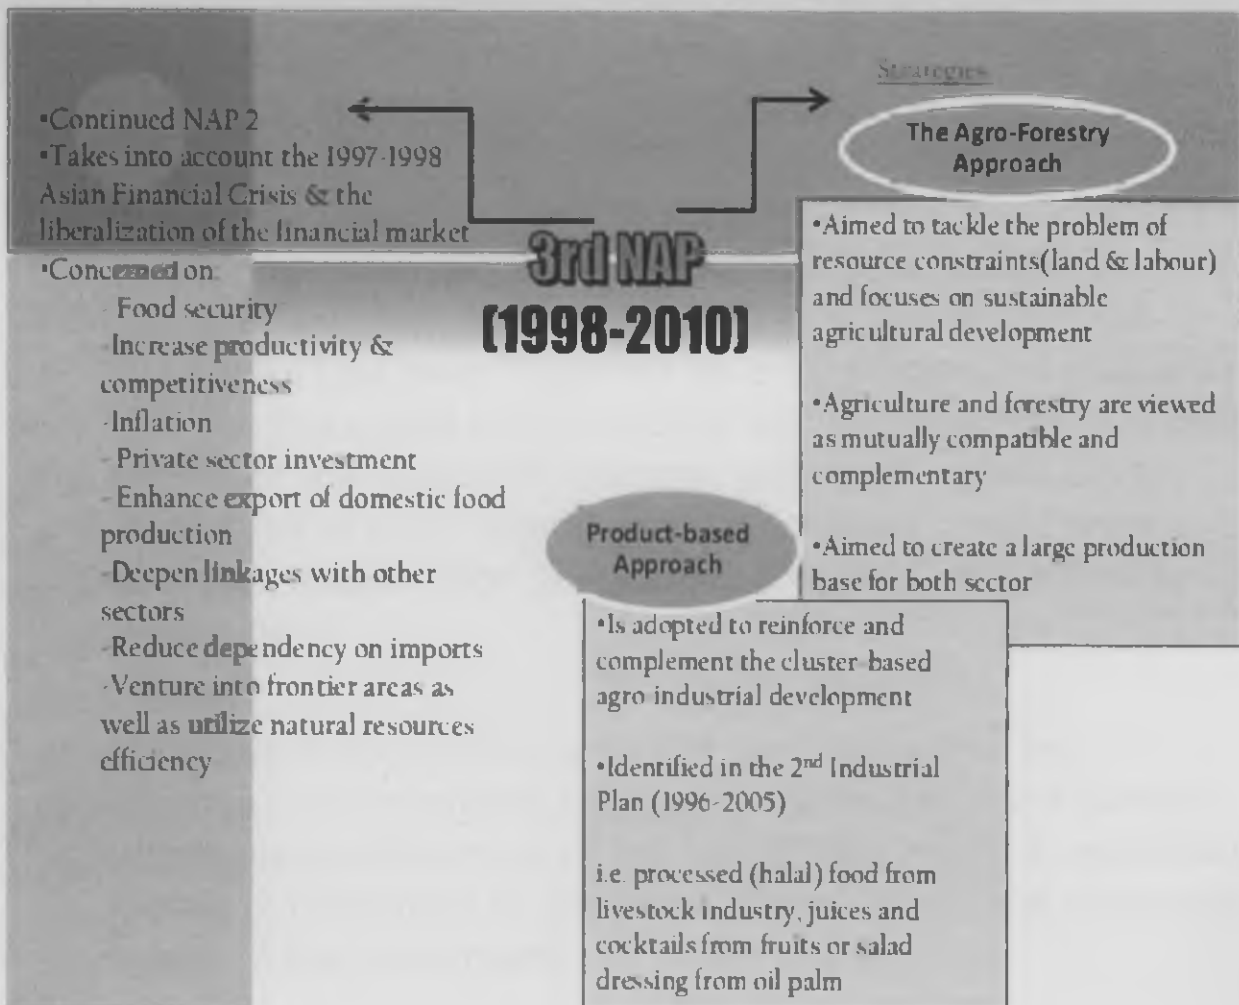 •Continued NAP 2
•Takes into account the 1997-1998
Asian Financial Crisis & the
liberalization of the financial market
•Concerned on:
- Food security
-Increase productivity &
competitiveness
-Inflation
- Private sector investment
- Enhance export of domestic food
production
-Deepen linkages with other
sectors
-Reduce dependency on imports
-Venture into frontier areas as
well as utilize natural resources
efficiency
3rd NAP
(1998-2010)
Strategies
The Agro-Forestry
Approach
•Aimed to tackle the problem of
resource constraints(land & labour)
and focuses on sustainable
agricultural development
•Agriculture and forestry are viewed
as mutually compatible and
complementary
•Aimed to create a large production
base for both sector
Product-based
Approach
•Is adopted to reinforce and
complement the cluster-based
agro-industrial development
•Identified in the 2nd Industrial
Plan (1996-2005)
i.e. processed (halal) food from
livestock industry, juices and
cocktails from fruits or salad
dressing from oil palm